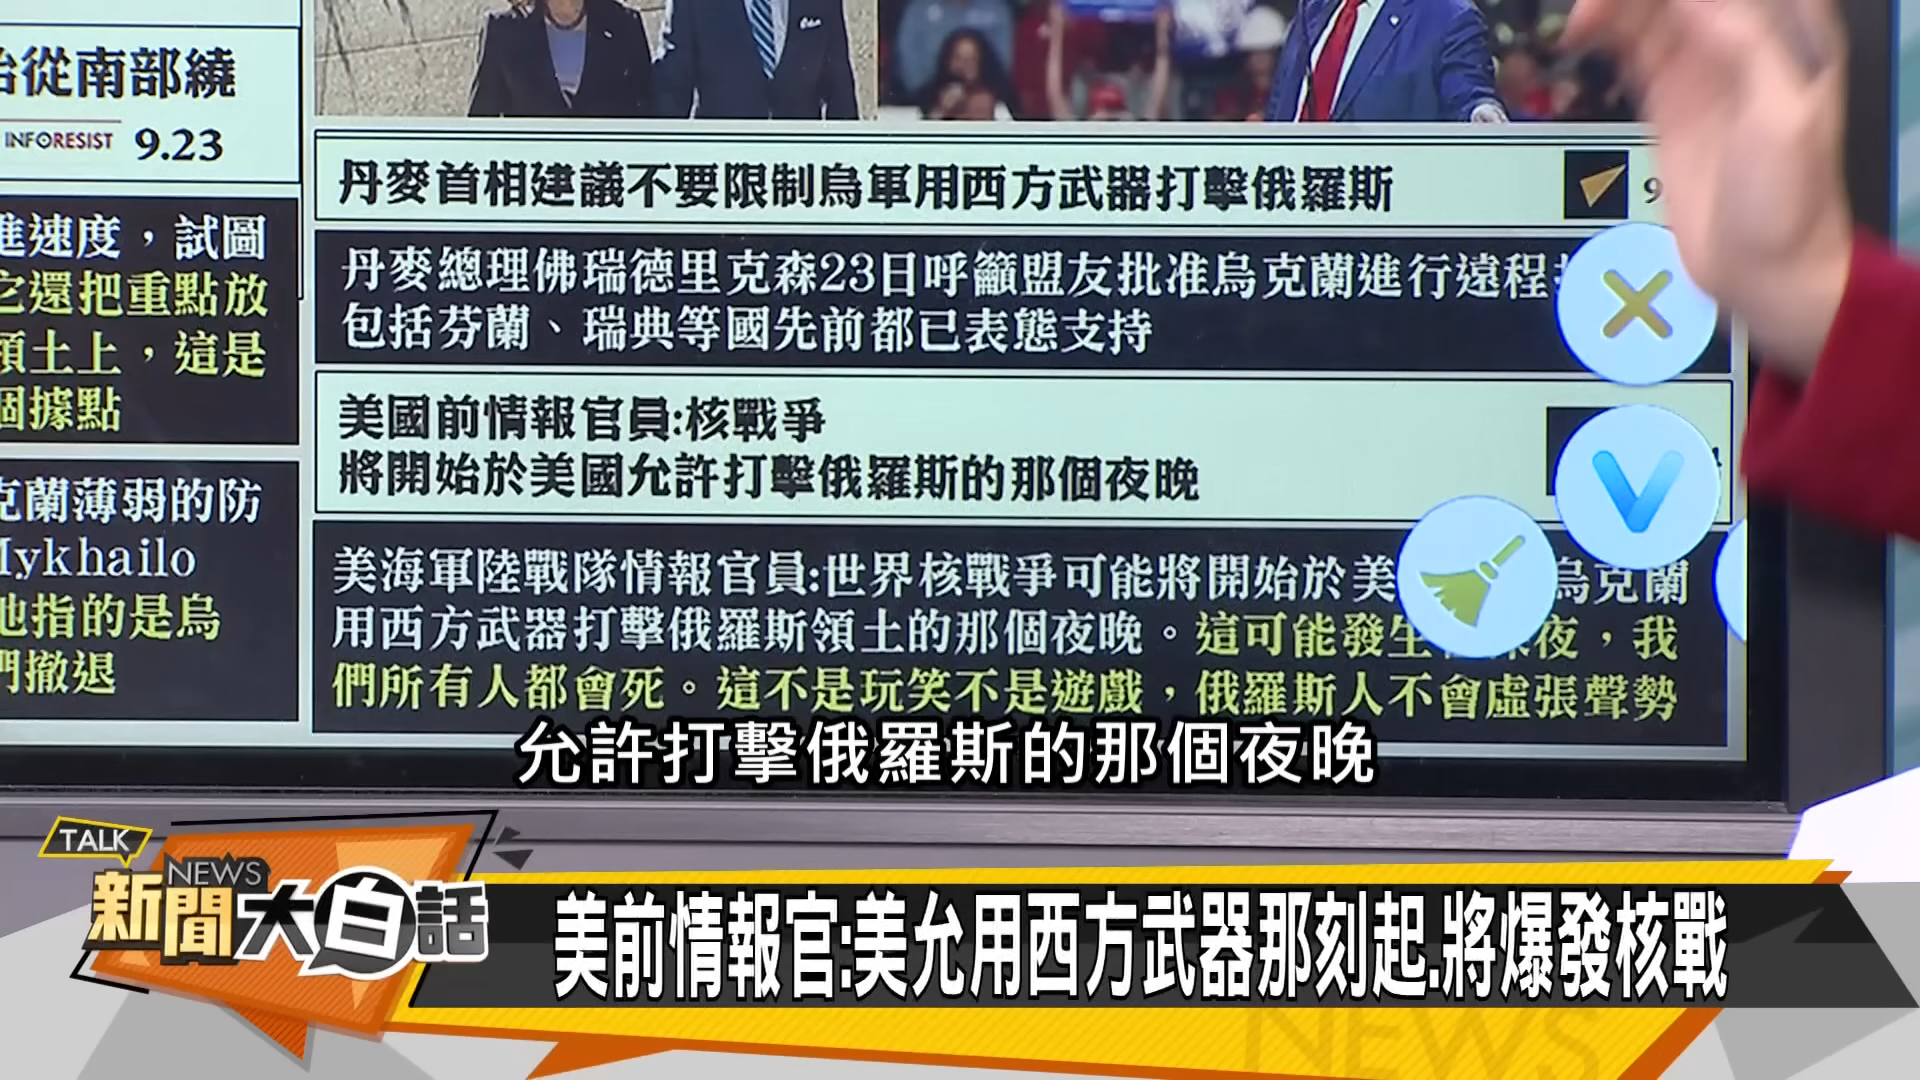 從南部繞
INFORESIST 9.23
進速度，試圖
它還把重點放
領土上，這是
個據點
克蘭薄弱的防
Mykhailo
他指的是烏
們撤退
丹麥首相建議不要限制烏軍用西方武器打擊俄羅斯
9
丹麥總理佛瑞德里克森23日呼籲盟友批准烏克蘭進行遠程
包括芬蘭、瑞典等國先前都已表態支持
美國前情報官員:核戰爭
將開始於美國允許打擊俄羅斯的那個夜晚
美海軍陸戰隊情報官員:世界核戰爭可能將開始於美 烏克蘭
用西方武器打擊俄羅斯領土的那個夜晚。這可能發生 夜，我
們所有人都會死。這不是玩笑不是遊戲，俄羅斯人不會虛張聲勢
允許打擊俄羅斯的那個夜晚
TALK
NEWS
新聞大白話
美前情報官:美允用西方武器那刻起.將爆發核戰
NEWS